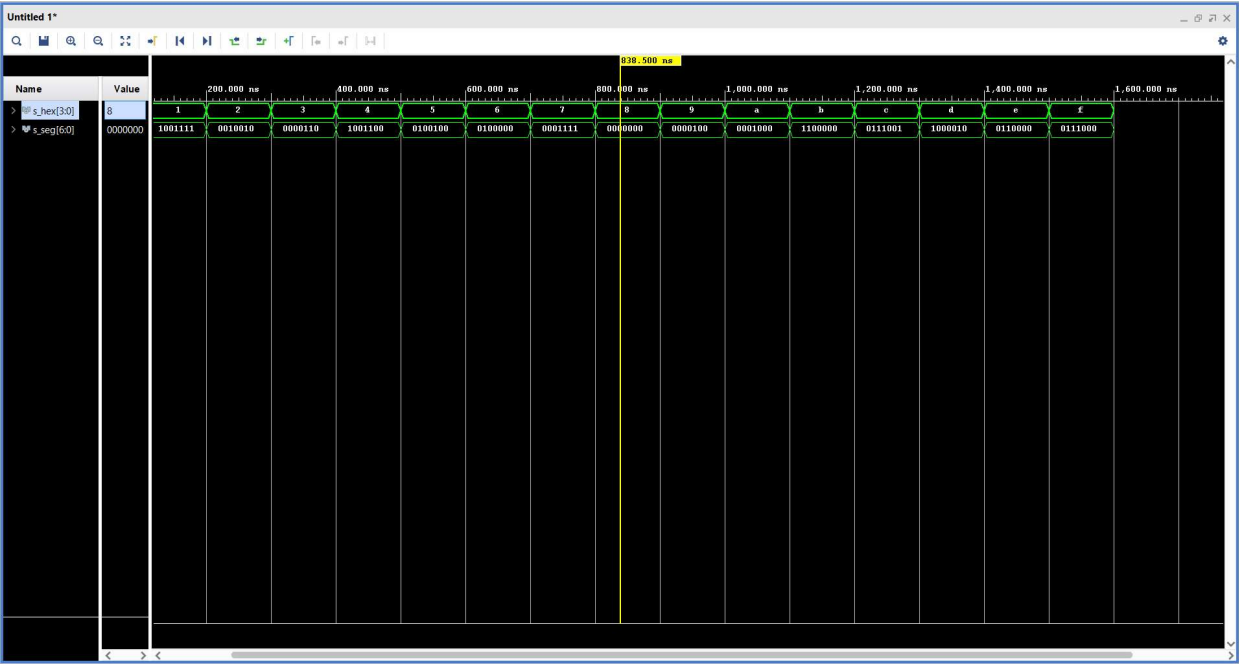 Untitled 1*
838.500 ns
Name Value
200.000 ns 400.000 ns 600.000 ns 800.000 ns 1,000.000 ns 1,200.000 ns 1,400.000 ns 1,600.000 ns
s_hex[3:0] 8 1 2 3 4 5 6 7 8 9 a b c d e f
s_seg[6:0] 0000000 1001111 0010010 0000110 1001100 0100100 0100000 0001111 0000000 0000100 0001000 1100000 0111001 1000010 0110000 0111000